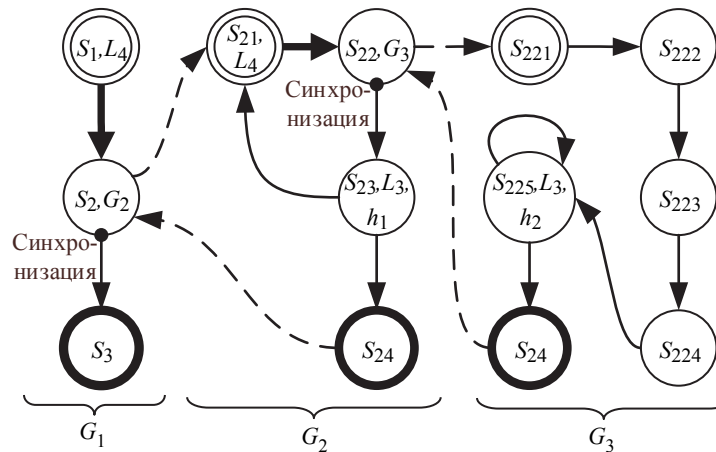 S1,L4
S21,
L4
S22,G3
S221
S222
Синхро-
низация
S2,G2
S23,L3,
h1
S225,L3,
h2
S223
Синхро-
низация
S3
S24
S24
S224
G1
G2
G3